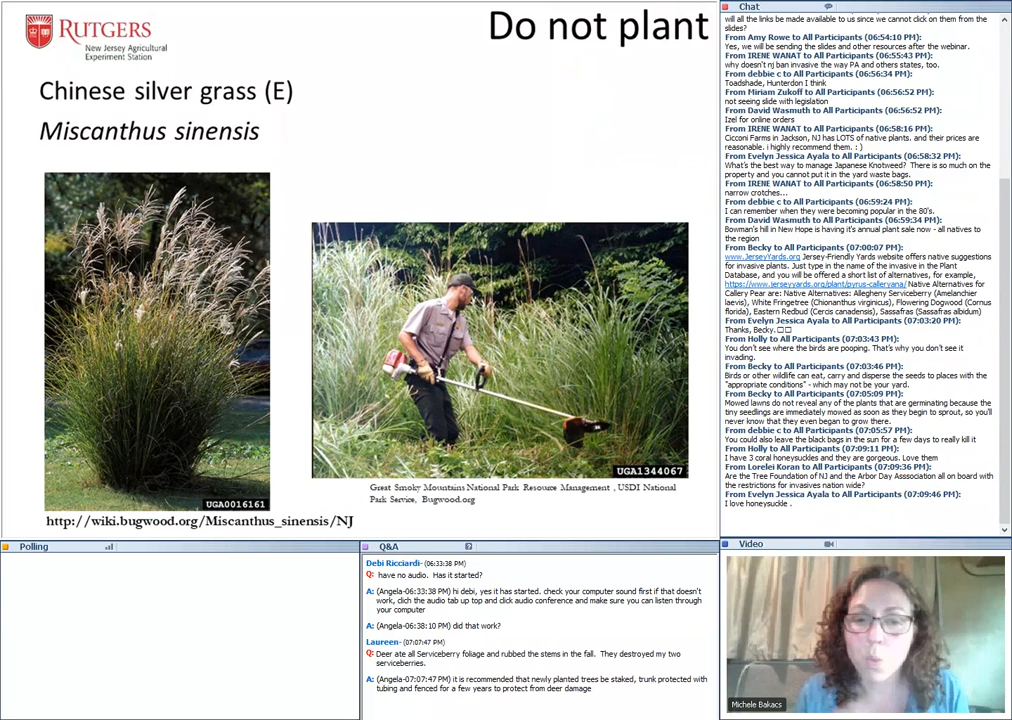 RUTGERS
New Jersey Agricultural
Experiment Station
Do not plant
Chinese silver grass (E)
Miscanthus sinensis
UGA0016161
UGA1344067
Great Smoky Mountains National Park Resource Management , USDI National
Park Service, Bugwood.org
http://wiki.bugwood.org/Miscanthus_sinensis/NJ
Chat
will all the links be made available to us since we cannot click on them from the
slides?
From Amy Rowe to All Participants (06:54:10 PM):
Yes, we will be sending the slides and other resources after the webinar.
From IRENE WANAT to All Participants (06:55:43 PM):
why doesn't nj ban invasive the way PA and others states, too.
From debbie c to All Participants (06:56:34 PM):
Toadshade, Hunterdon I think
From Miriam Zukoff to All Participants (06:56:52 PM):
not seeing slide with legislation
From David Wasmuth to All Participants (06:56:52 PM):
Izel for online orders
From IRENE WANAT to All Participants (06:58:16 PM):
Cicconi Farms in Jackson, NJ has LOTS of native plants. and their prices are
reasonable. i highly recommend them. : )
From Evelyn Jessica Ayala to All Participants (06:58:32 PM):
What's the best way to manage Japanese Knotweed? There is so much on the
property and you cannot put it in the yard waste bags.
From IRENE WANAT to All Participants (06:58:50 PM):
narrow crotches...
From debbie c to All Participants (06:59:24 PM):
I can remember when they were becoming popular in the 80's.
From David Wasmuth to All Participants (06:59:34 PM):
Bowman's hill in New Hope is having it's annual plant sale now - all natives to
the region
From Becky to All Participants (07:00:07 PM):
www.JerseyYards.org Jersey-Friendly Yards website offers native suggestions
for invasive plants. Just type in the name of the invasive in the Plant
Database, and you will be offered a short list of alternatives, for example,
https://www.jerseyyards.org/plant/pyrus-calleryana/ Native Alternatives for
Callery Pear are: Native Alternatives: Allegheny Serviceberry (Amelanchier
laevis), White Fringetree (Chionanthus virginicus), Flowering Dogwood (Cornus
florida), Eastern Redbud (Cercis canadensis), Sassafras (Sassafras albidum)
From Evelyn Jessica Ayala to All Participants (07:03:20 PM):
Thanks, Becky.
From Holly to All Participants (07:03:43 PM):
You don't see where the birds are pooping. That's why you don't see it
invading.
From Becky to All Participants (07:03:46 PM):
Birds or other wildlife can eat, carry and disperse the seeds to places with the
"appropriate conditions" - which may not be your yard.
From Becky to All Participants (07:05:09 PM):
Mowed lawns do not reveal any of the plants that are germinating because the
tiny seedlings are immediately mowed as soon as they begin to sprout, so you'll
never know that they even began to grow there.
From debbie c to All Participants (07:05:57 PM):
You could also leave the black bags in the sun for a few days to really kill it
From Holly to All Participants (07:09:11 PM):
I have 3 coral honeysuckles and they are gorgeous. Love them
From Lorelei Koran to All Participants (07:09:36 PM):
Are the Tree Foundation of NJ and the Arbor Day Asssociation all on board with
the restrictions for invasives nation wide?
From Evelyn Jessica Ayala to All Participants (07:09:46 PM):
I love honeysuckle .
Polling
Q&A
Debi Ricciardi- (06:33:38 PM)
Q: have no audio. Has it started?
A: (Angela-06:33:38 PM) hi debi, yes it has started. check your computer sound first if that doesn't
work, clich the audio tab up top and click audio conference and make sure you can listen through
your computer
A: (Angela-06:38:10 PM) did that work?
Laureen- (07:07:47 PM)
Q: Deer ate all Serviceberry foliage and rubbed the stems in the fall. They destroyed my two
serviceberries.
A: (Angela-07:07:47 PM) it is recommended that newly planted trees be staked, trunk protected with
tubing and fenced for a few years to protect from deer damage
Video
Michele Bakacs